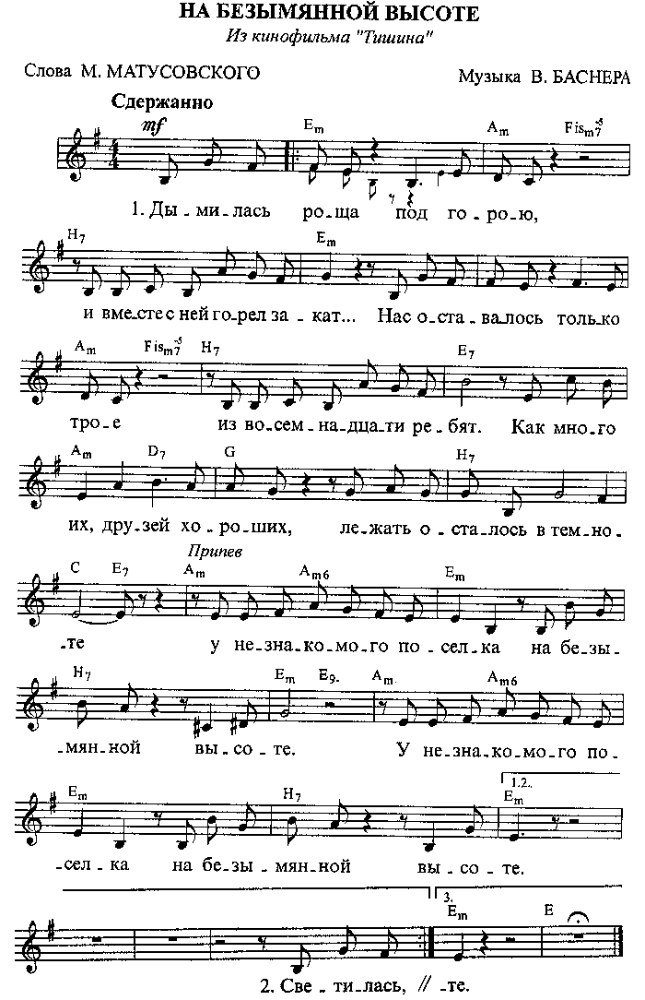 НА БЕЗЫМЯННОЙ ВЫСОТЕ
Из кинофильма "Тишина"
Слова М. МАТУСОВСКОГО
Музыка В. БАСНЕРА
Сдержанно
mf
Em Am Fism7-5
1. Ды - ми - лась ро - ща под го - ро - ю,
H7 Em
и вме-сте с ней го-рел за - кат... Нас о-ста - ва-лось толь-ко
Am Fism7-5 H7 E7
тро - е из во-сем-на-дца-ти ре - бят. Как мно-го
Am D7 G H7
их, дру-зей хо - ро - ших, ле-жать о - ста-лось в тем-но -
Припев
C E7 Am Am6 Em
-те у не-зна-ко-мо-го по - сел-ка на бе-зы-
H7 Em E9. Am. Am6
-мян-ной вы-со - те. У не-зна-ко-мо-го по-
Em H7 1.2. Em
-сел - ка на бе-зы - мян-ной вы - со - те.
3. Em E
2. Све - ти-лась, // -те.